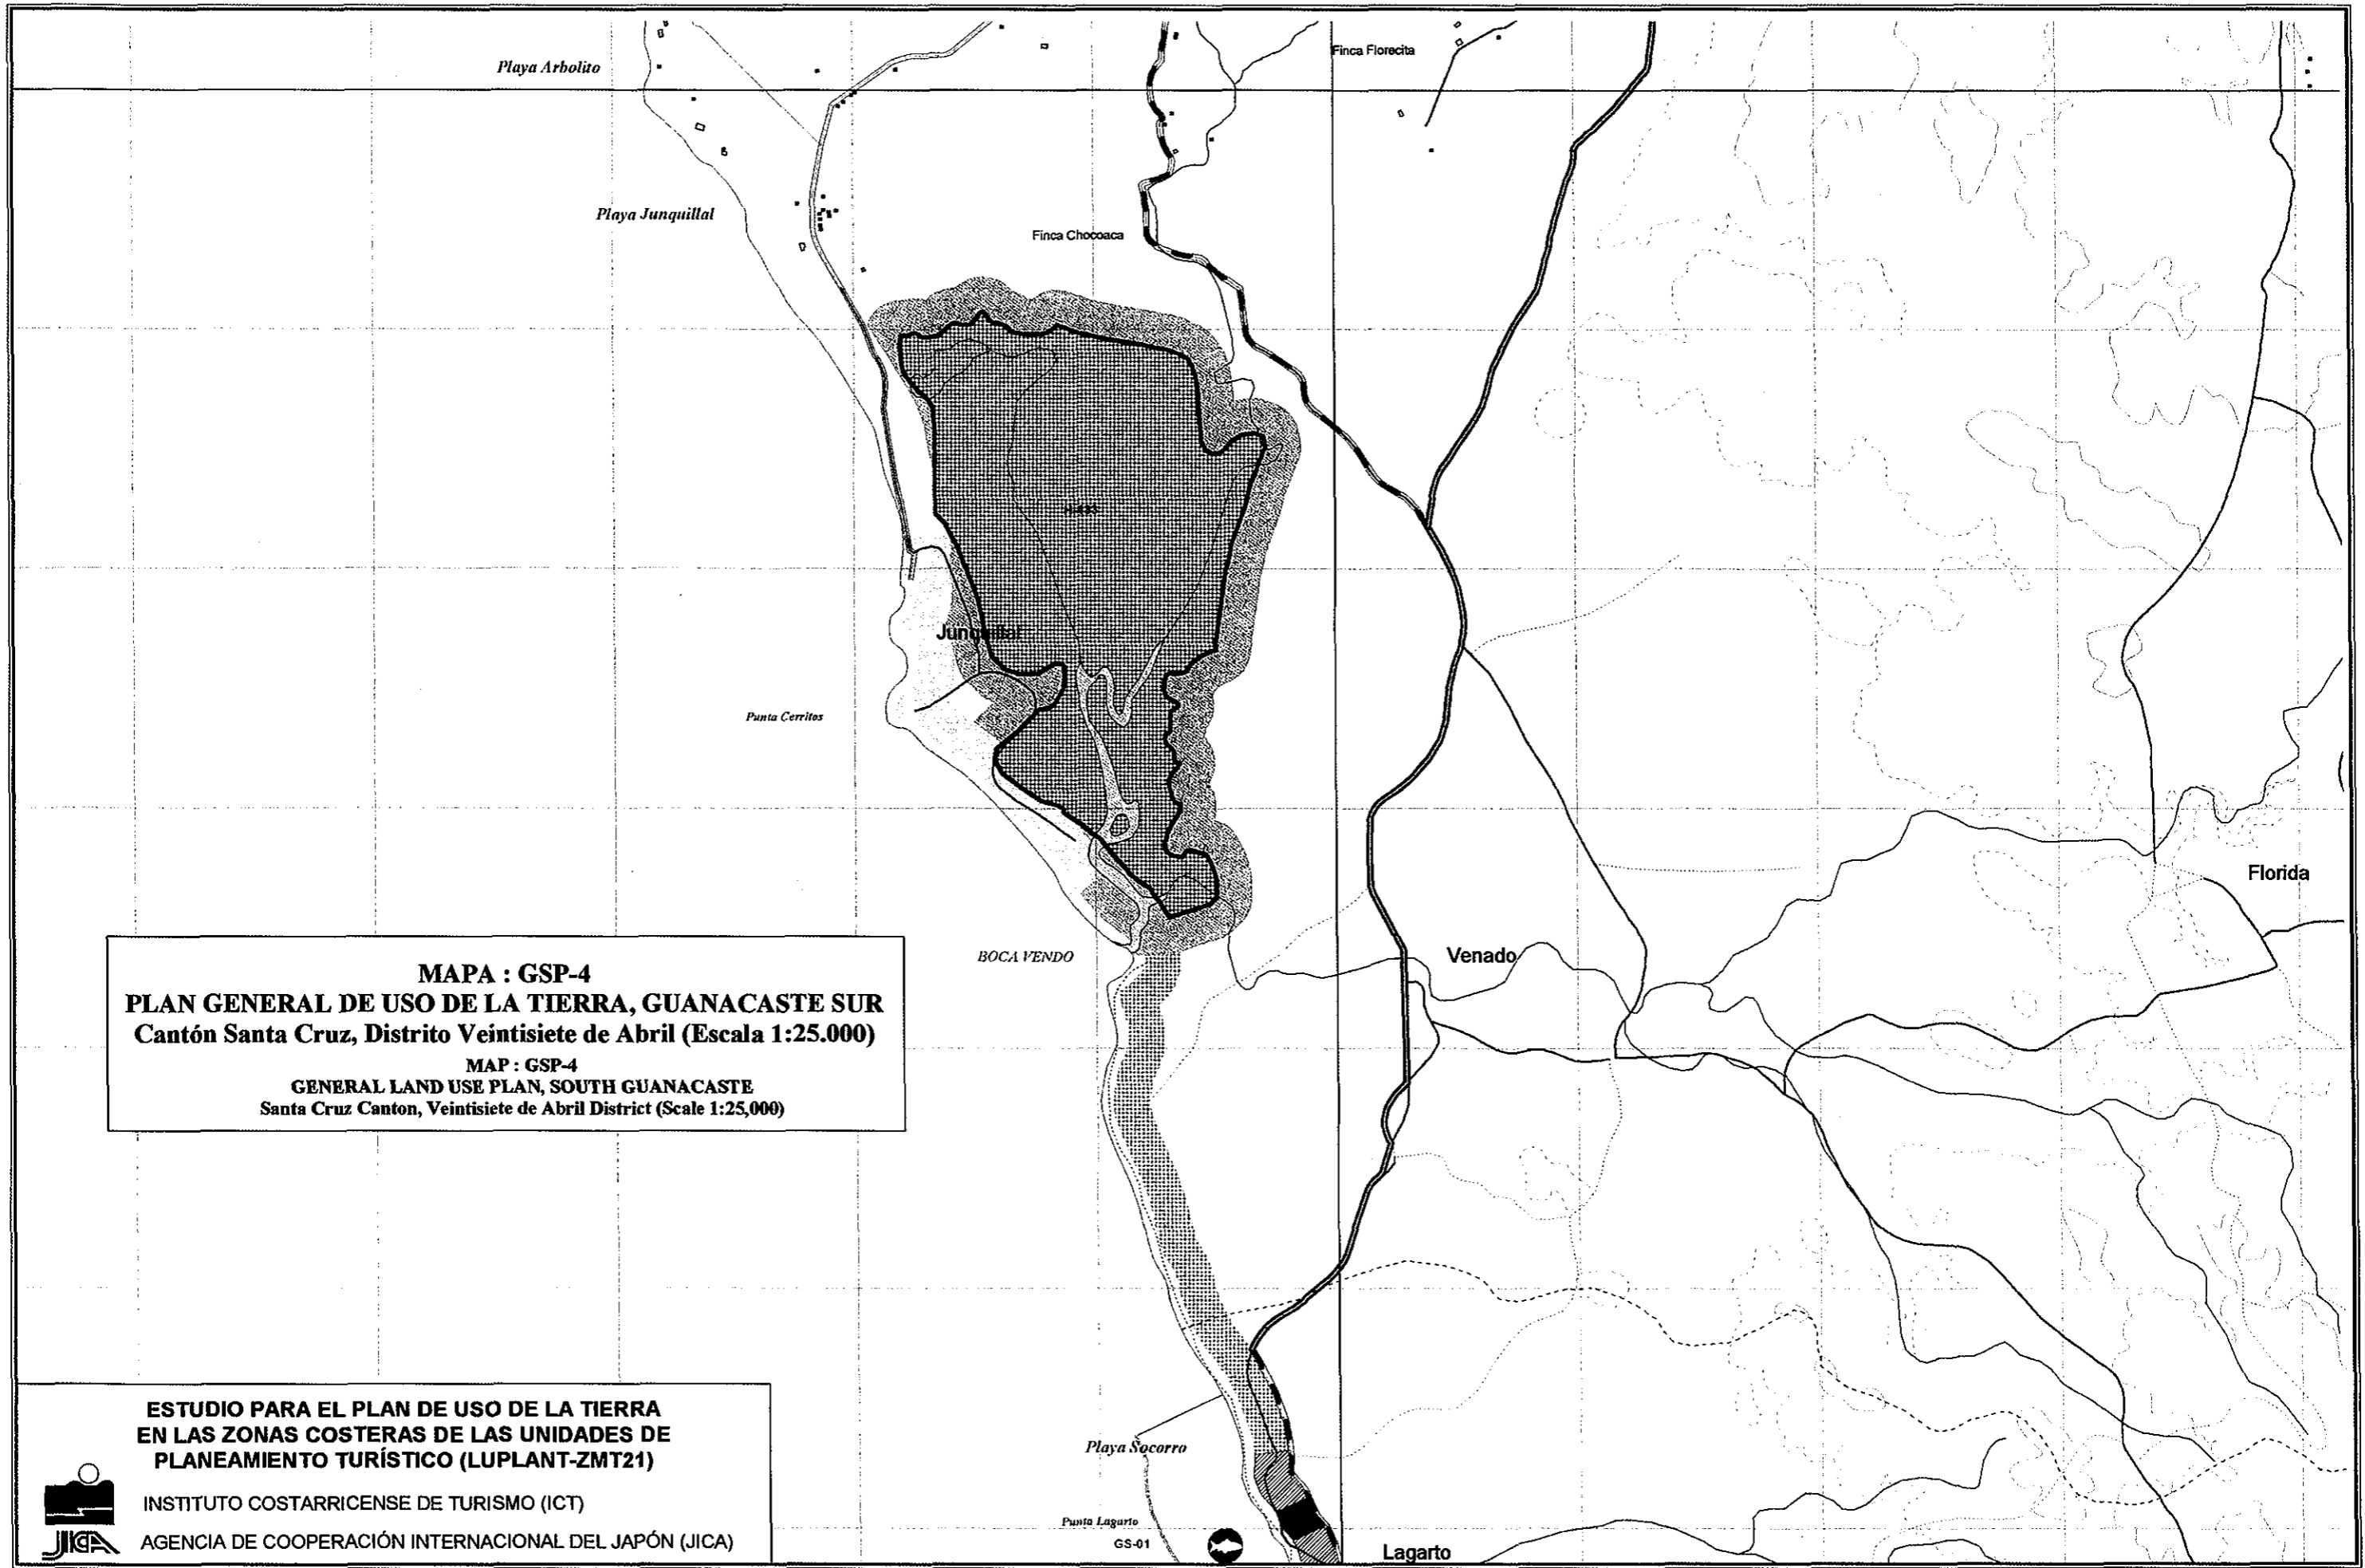 Finca Florecita
Playa Arbolito
Playa Junquillal
Finca Chocoaca
Junquillal
Punta Cerritos
Florida
BOCA VENDO
Venado
MAPA : GSP-4
PLAN GENERAL DE USO DE LA TIERRA, GUANACASTE SUR
Cantón Santa Cruz, Distrito Veintisiete de Abril (Escala 1:25.000)
MAP : GSP-4
GENERAL LAND USE PLAN, SOUTH GUANACASTE
Santa Cruz Canton, Veintisiete de Abril District (Scale 1:25,000)
ESTUDIO PARA EL PLAN DE USO DE LA TIERRA
EN LAS ZONAS COSTERAS DE LAS UNIDADES DE
PLANEAMIENTO TURÍSTICO (LUPLANT-ZMT21)
INSTITUTO COSTARRICENSE DE TURISMO (ICT)
JICA
AGENCIA DE COOPERACIÓN INTERNACIONAL DEL JAPÓN (JICA)
Playa Socorro
Punta Lagarto
GS-01
Lagarto